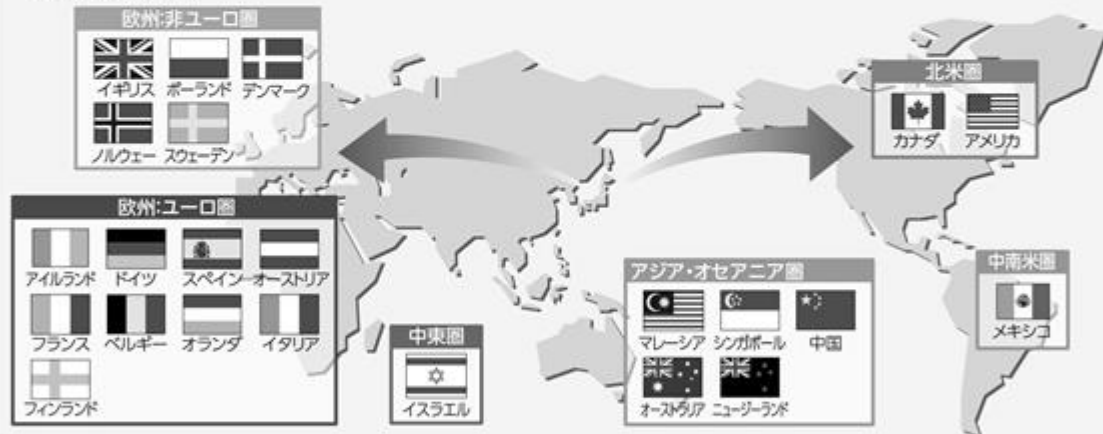 欧州:非ユーロ圏
イギリス ポーランド デンマーク
ノルウェー スウェーデン
欧州:ユーロ圏
アイルランド ドイツ スペイン オーストリア
フランス ベルギー オランダ イタリア
フィンランド
中東圏
イスラエル
アジア・オセアニア圏
マレーシア シンガポール 中国
オーストラリア ニュージーランド
北米圏
カナダ アメリカ
中南米圏
メキシコ